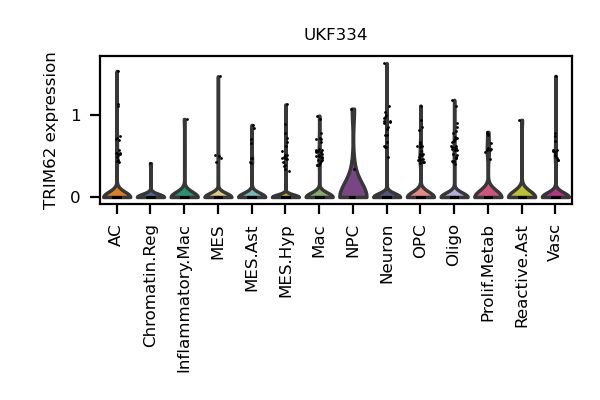 UKF334
TRIM62 expression
1
0
AC
Chromatin.Reg
Inflammatory.Mac
MES
MES.Ast
MES.Hyp
Mac
NPC
Neuron
OPC
Oligo
Prolif.Metab
Reactive.Ast
Vasc